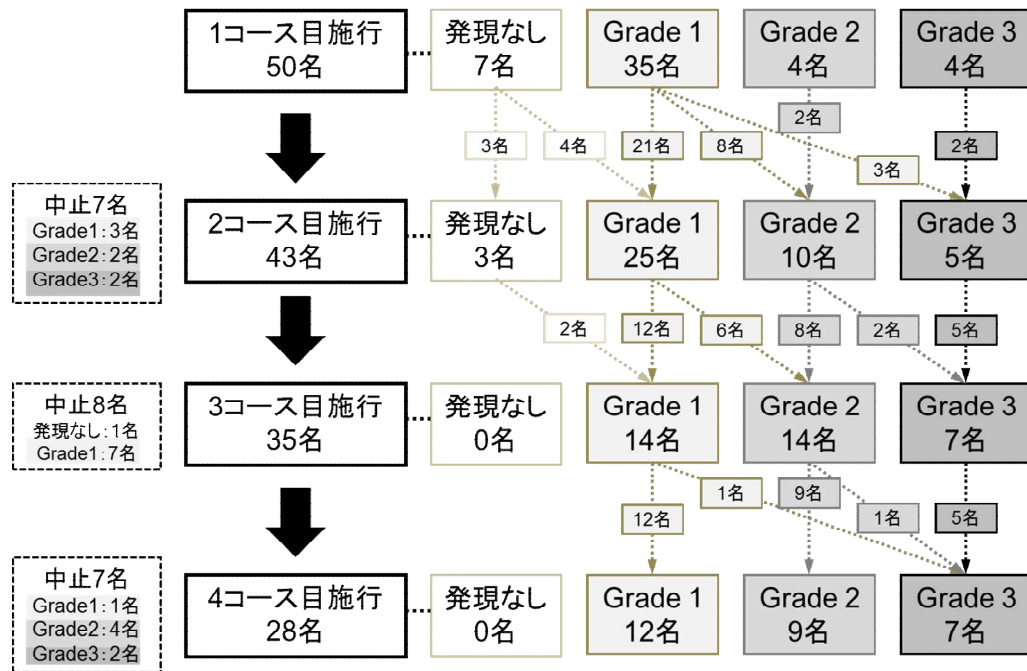 1コース目施行
50名
発現なし
7名
Grade 1
35名
Grade 2
4名
Grade 3
4名
3名
4名
21名
8名
2名
3名
2名
中止7名
Grade1：3名
Grade2：2名
Grade3：2名
2コース目施行
43名
発現なし
3名
Grade 1
25名
Grade 2
10名
Grade 3
5名
2名
12名
6名
8名
2名
5名
中止8名
発現なし：1名
Grade1：7名
3コース目施行
35名
発現なし
0名
Grade 1
14名
Grade 2
14名
Grade 3
7名
12名
1名
9名
1名
5名
中止7名
Grade1：1名
Grade2：4名
Grade3：2名
4コース目施行
28名
発現なし
0名
Grade 1
12名
Grade 2
9名
Grade 3
7名